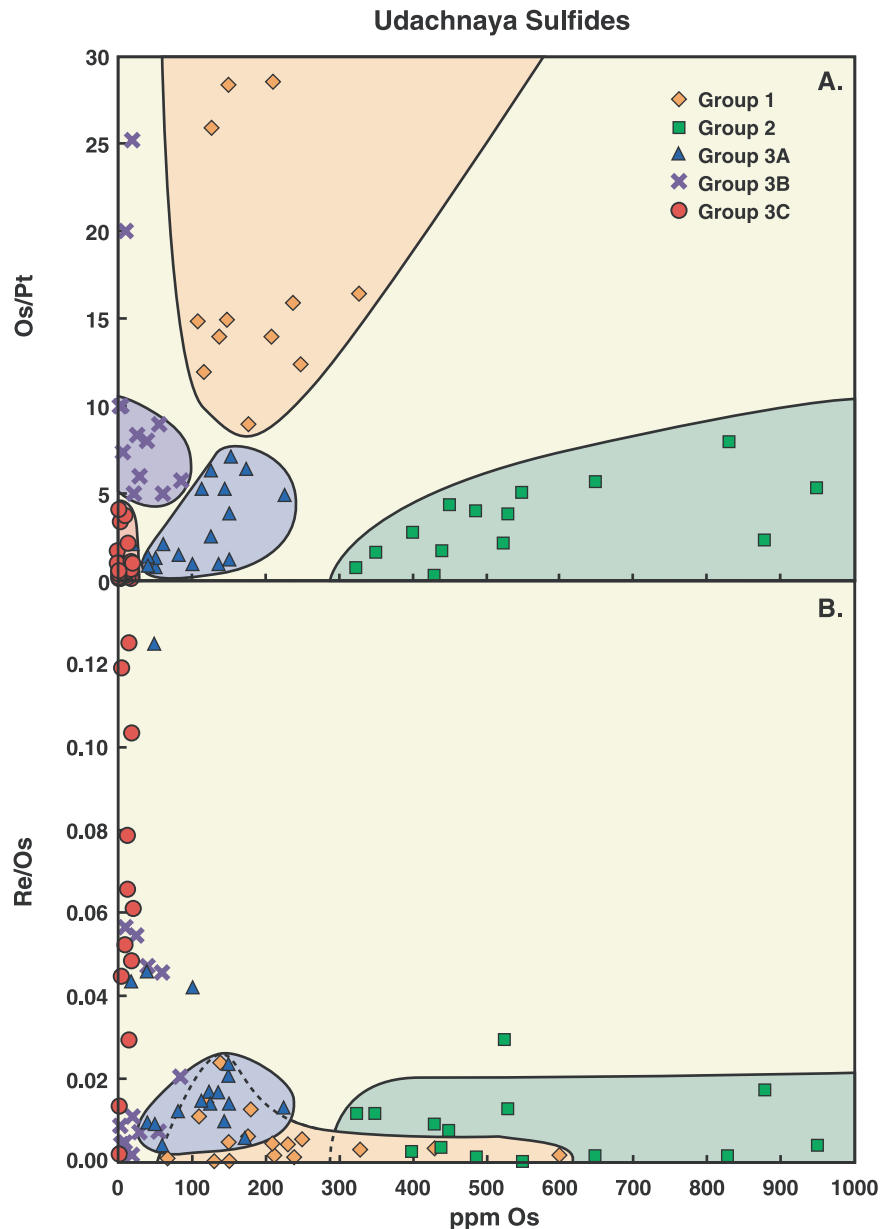 Udachnaya Sulfides
A.
Group 1
Group 2
Group 3A
Group 3B
Group 3C
30
25
20
15
10
5
0
Os/Pt
B.
0.12
0.10
0.08
0.06
0.04
0.02
0.00
Re/Os
0 100 200 300 400 500 600 700 800 900 1000
ppm Os